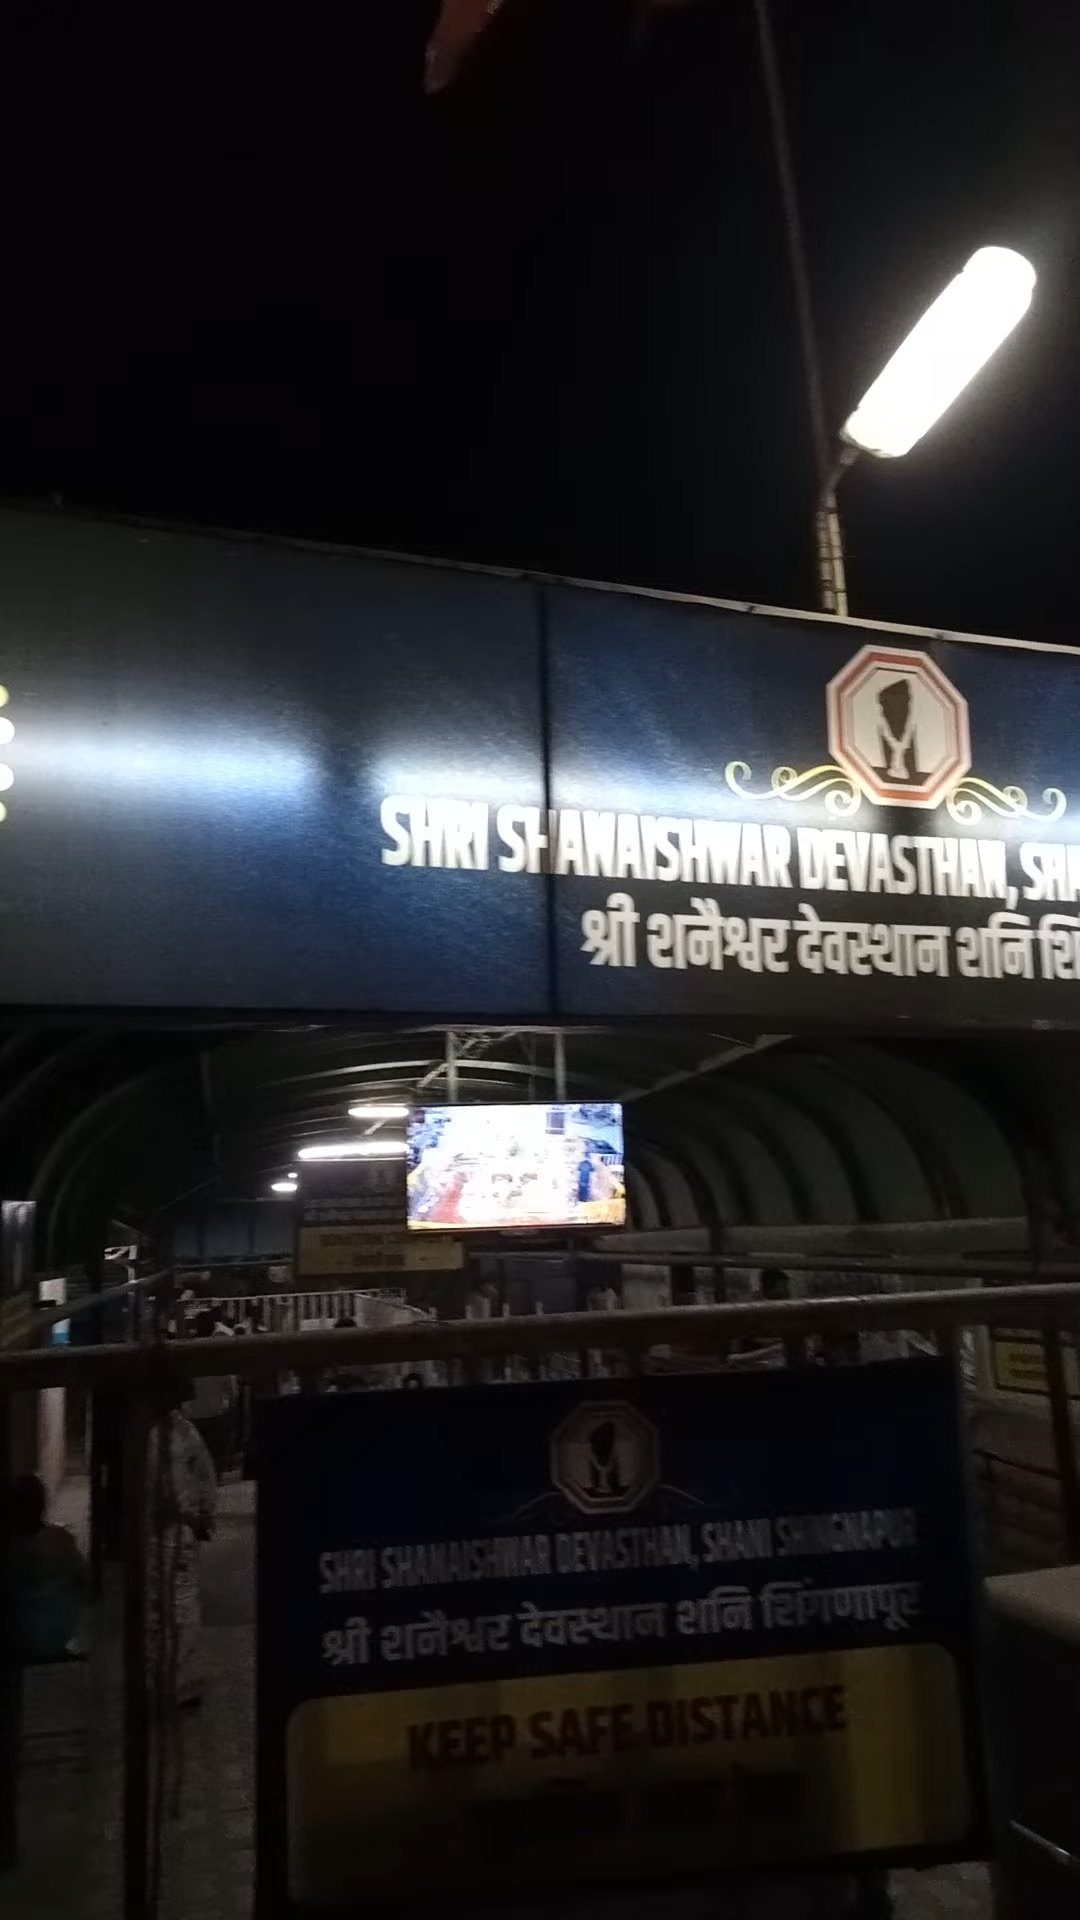 SHRI SHANAISHWAR DEVASTHAN,
श्री शनैश्वर देवस्थान शनि
SHRI SHANAISHWAR DEVASTHAN, SHANI SHINGNAPUR
श्री शनैश्वर देवस्थान शनि शिंगणापूर
KEEP SAFE DISTANCE